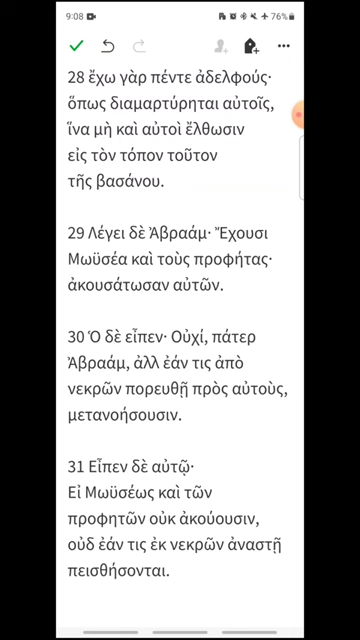 9:08
76%
28 ἔχω γὰρ πέντε ἀδελφούς·
ὅπως διαμαρτύρηται αὐτοῖς,
ἵνα μὴ καὶ αὐτοὶ ἔλθωσιν
εἰς τὸν τόπον τοῦτον
τῆς βασάνου.
29 Λέγει δὲ Ἀβραάμ· Ἔχουσι
Μωϋσέα καὶ τοὺς προφήτας·
ἀκουσάτωσαν αὐτῶν.
30 Ὁ δὲ εἶπεν· Οὐχί, πάτερ
Ἀβραάμ, ἀλλ ἐάν τις ἀπὸ
νεκρῶν πορευθῇ πρὸς αὐτοὺς,
μετανοήσουσιν.
31 Εἶπεν δὲ αὐτῷ·
Εἰ Μωϋσέως καὶ τῶν
προφητῶν οὐκ ἀκούουσιν,
οὐδ ἐάν τις ἐκ νεκρῶν ἀναστῇ
πεισθήσονται.